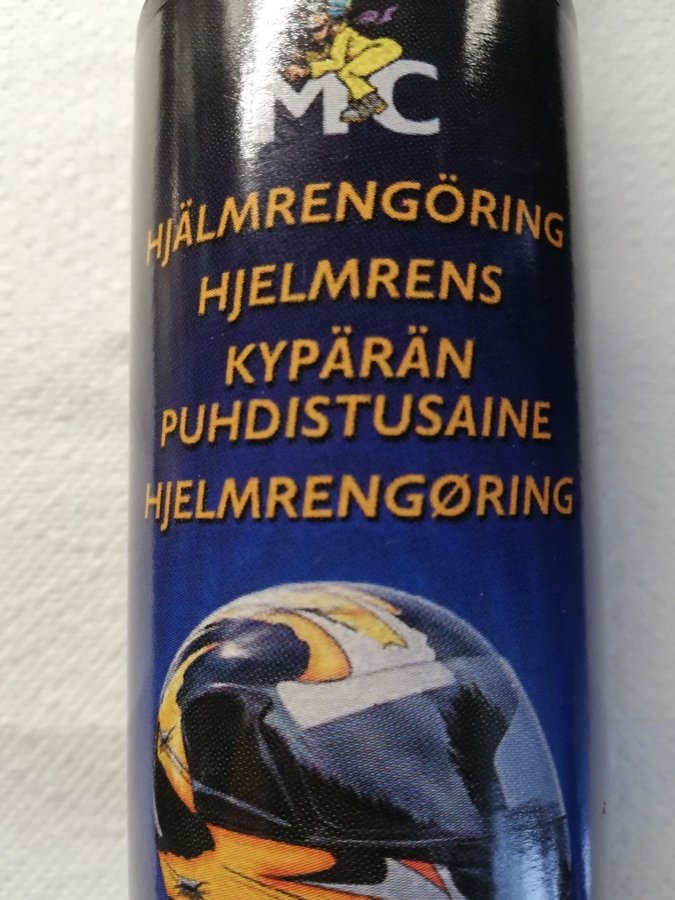 MC
HJÄLMRENGÖRING
HJELMRENS
KYPÄRÄN
PUHDISTUSAINE
HJELMRENGØRING